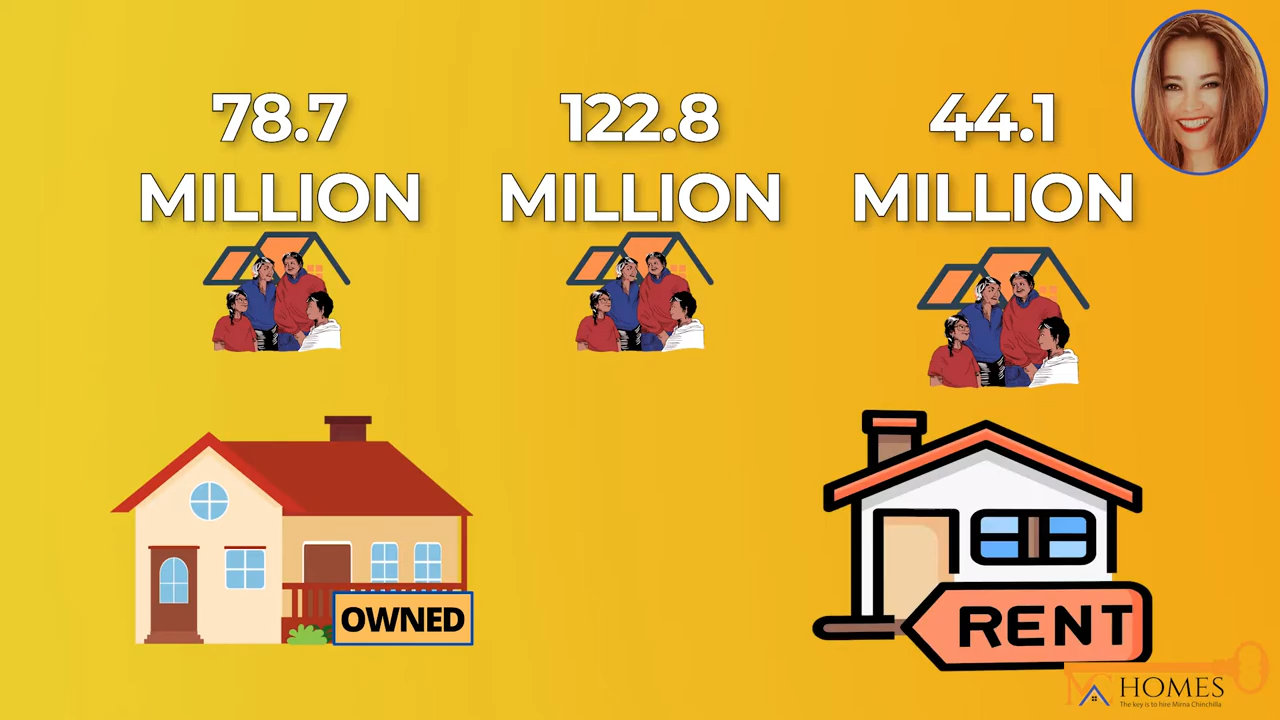 78.7
MILLION
122.8
MILLION
44.1
MILLION
OWNED
RENT
MC HOMES
The key is to hire Mirna Chinchilla